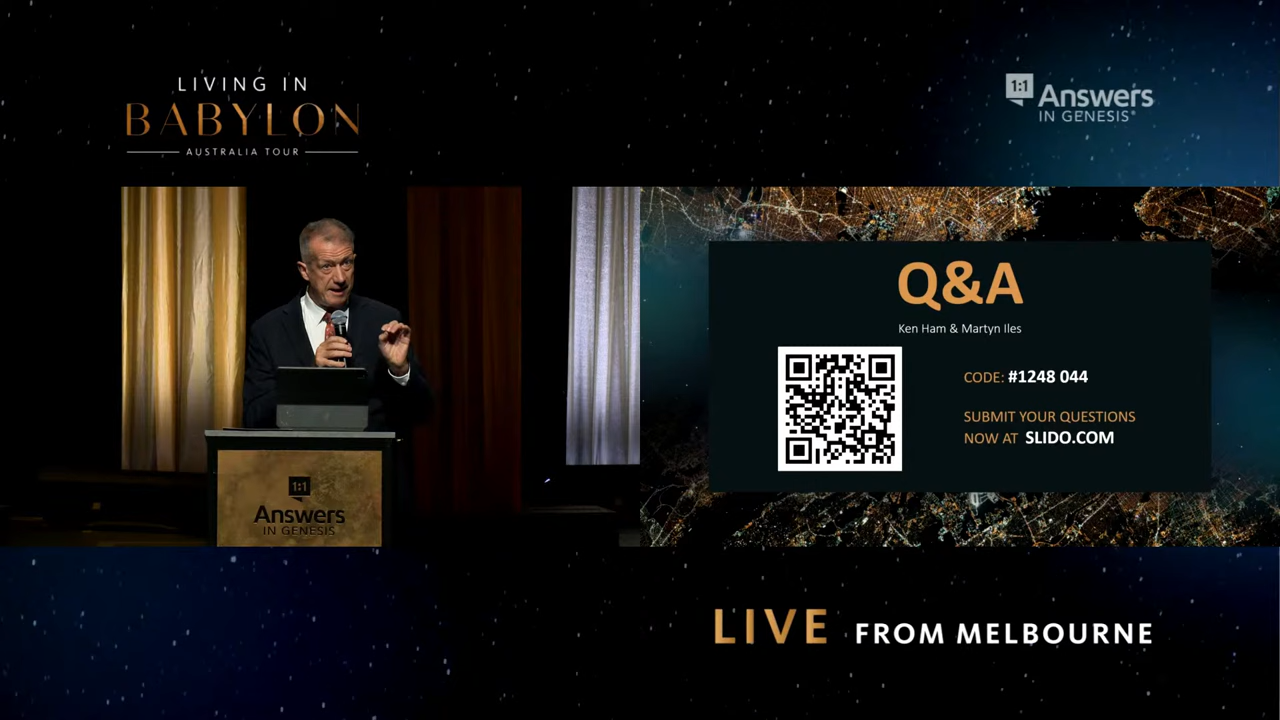 LIVING IN
BABYLON
AUSTRALIA TOUR
1:1
Answers
IN GENESIS®
Q&A
Ken Ham & Martyn Iles
CODE: #1248 044
SUBMIT YOUR QUESTIONS
NOW AT SLIDO.COM
1:1
Answers
IN GENESIS
LIVE FROM MELBOURNE